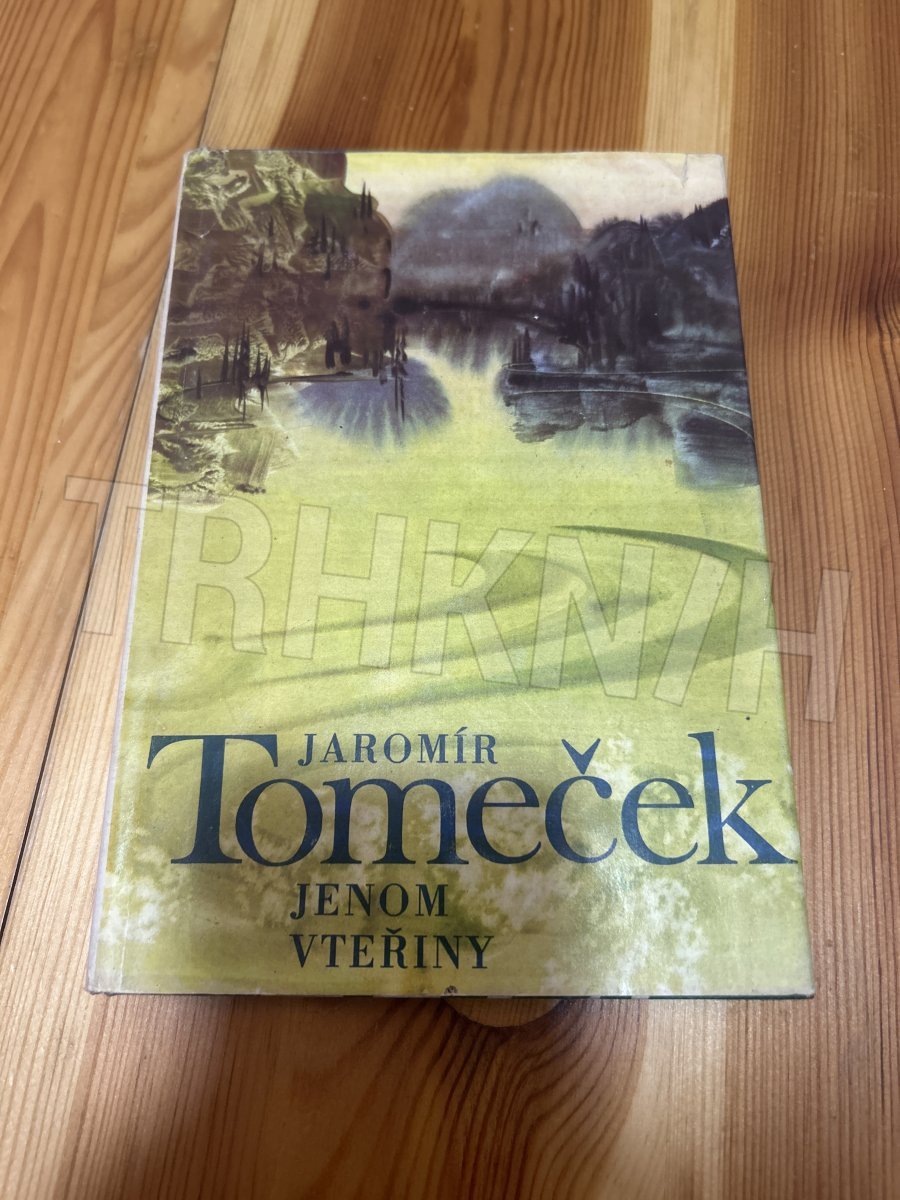 TRHKNIH
JAROMÍR
Tomeček
JENOM
VTEŘINY